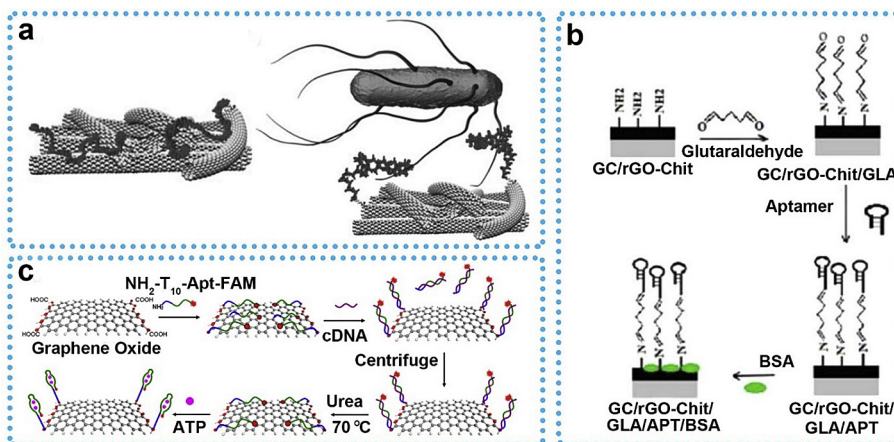 a
b
NH2
NH2
NH2
O
O
Glutaraldehyde
GC/rGO-Chit
O
O
O
N
N
N
GC/rGO-Chit/GLA
Aptamer
N
N
N
GC/rGO-Chit/
GLA/APT
BSA
N
N
N
GC/rGO-Chit/
GLA/APT/BSA
c
NH₂-T₁₀-Apt-FAM
HOOC
COOH
HOOC
COOH
NH₂
Graphene Oxide
cDNA
Centrifuge
Urea
70 °C
ATP